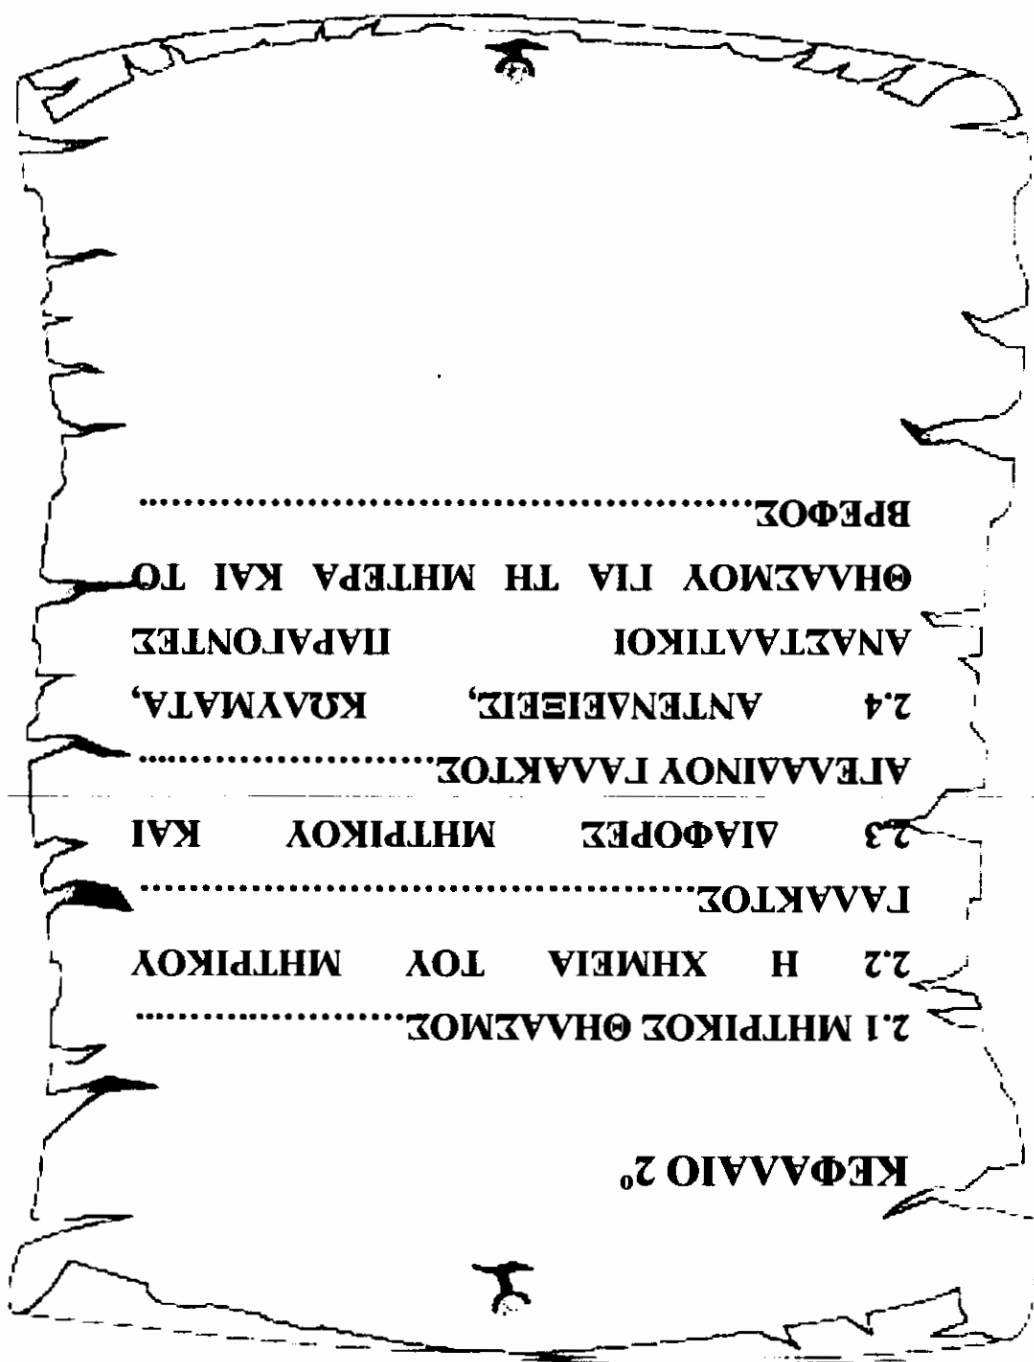 ΚΕΦΑΛΑΙΟ 2°
2.1 ΜΗΤΡΙΚΟΣ ΘΗΛΑΣΜΟΣ..........................
2.2 Η ΧΗΜΕΙΑ ΤΟΥ ΜΗΤΡΙΚΟΥ
ΓΑΛΑΚΤΟΣ......................................................
2.3 ΔΙΑΦΟΡΕΣ ΜΗΤΡΙΚΟΥ ΚΑΙ
ΑΓΕΛΑΔΙΝΟΥ ΓΑΛΑΚΤΟΣ............................
2.4 ΑΝΤΕΝΔΕΙΞΕΙΣ, ΚΩΛΥΜΑΤΑ,
ΑΝΑΣΤΑΛΤΙΚΟΙ ΠΑΡΑΓΟΝΤΕΣ
ΘΗΛΑΣΜΟΥ ΓΙΑ ΤΗ ΜΗΤΕΡΑ ΚΑΙ ΤΟ
ΒΡΕΦΟΣ..........................................................